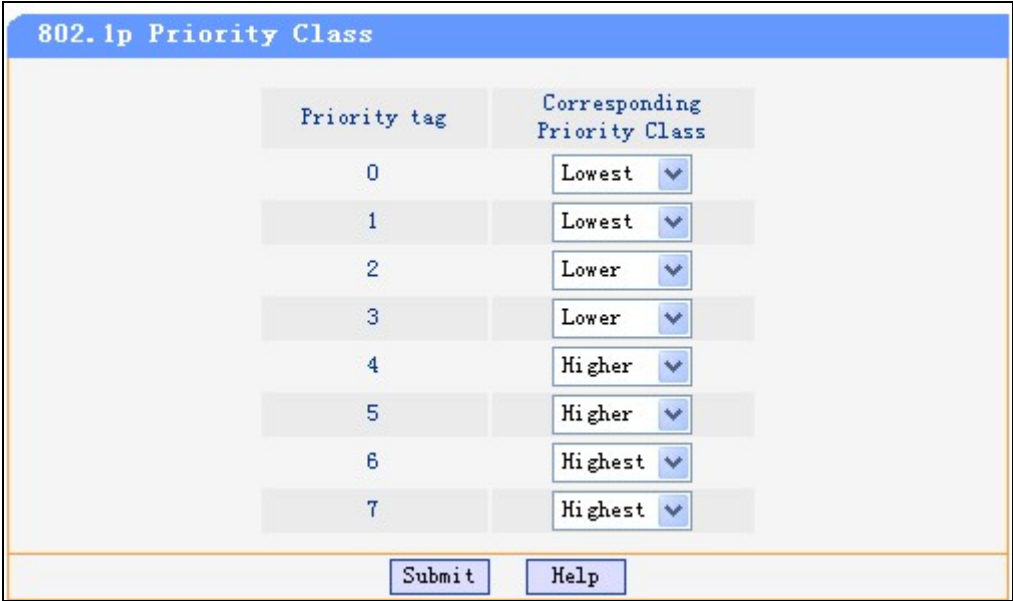 802.1p Priority Class
Priority tag Corresponding
Priority Class
0 Lowest
1 Lowest
2 Lower
3 Lower
4 Higher
5 Higher
6 Highest
7 Highest
Submit Help